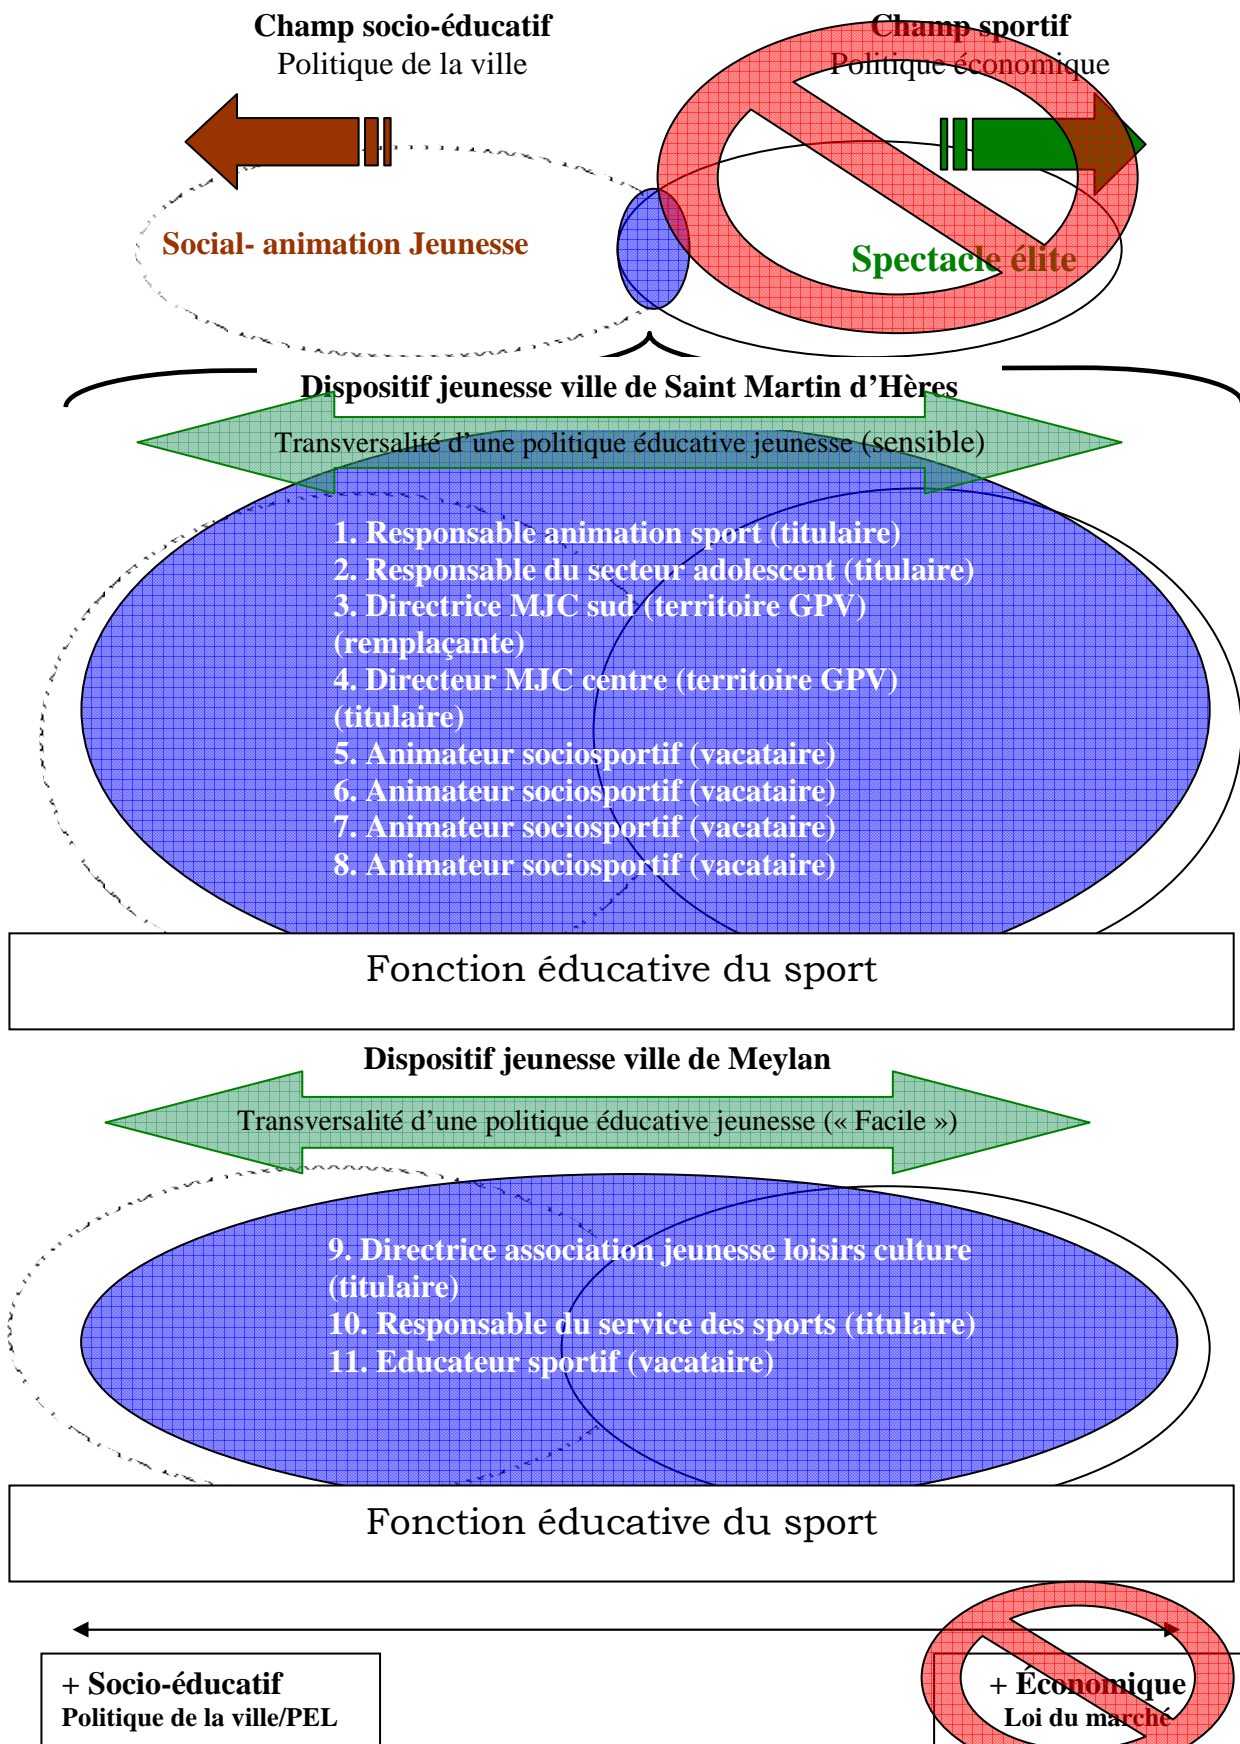 Champ socio-éducatif
Politique de la ville
Champ sportif
Politique économique
Social- animation Jeunesse
Spectacle élite
Dispositif jeunesse ville de Saint Martin d’Hères
Transversalité d’une politique éducative jeunesse (sensible)
1. Responsable animation sport (titulaire)
2. Responsable du secteur adolescent (titulaire)
3. Directrice MJC sud (territoire GPV)
(remplaçante)
4. Directeur MJC centre (territoire GPV)
(titulaire)
5. Animateur sociosportif (vacataire)
6. Animateur sociosportif (vacataire)
7. Animateur sociosportif (vacataire)
8. Animateur sociosportif (vacataire)
Fonction éducative du sport
Dispositif jeunesse ville de Meylan
Transversalité d’une politique éducative jeunesse (« Facile »)
9. Directrice association jeunesse loisirs culture
(titulaire)
10. Responsable du service des sports (titulaire)
11. Educateur sportif (vacataire)
Fonction éducative du sport
+ Socio-éducatif
Politique de la ville/PEL
+ Économique
Loi du marché